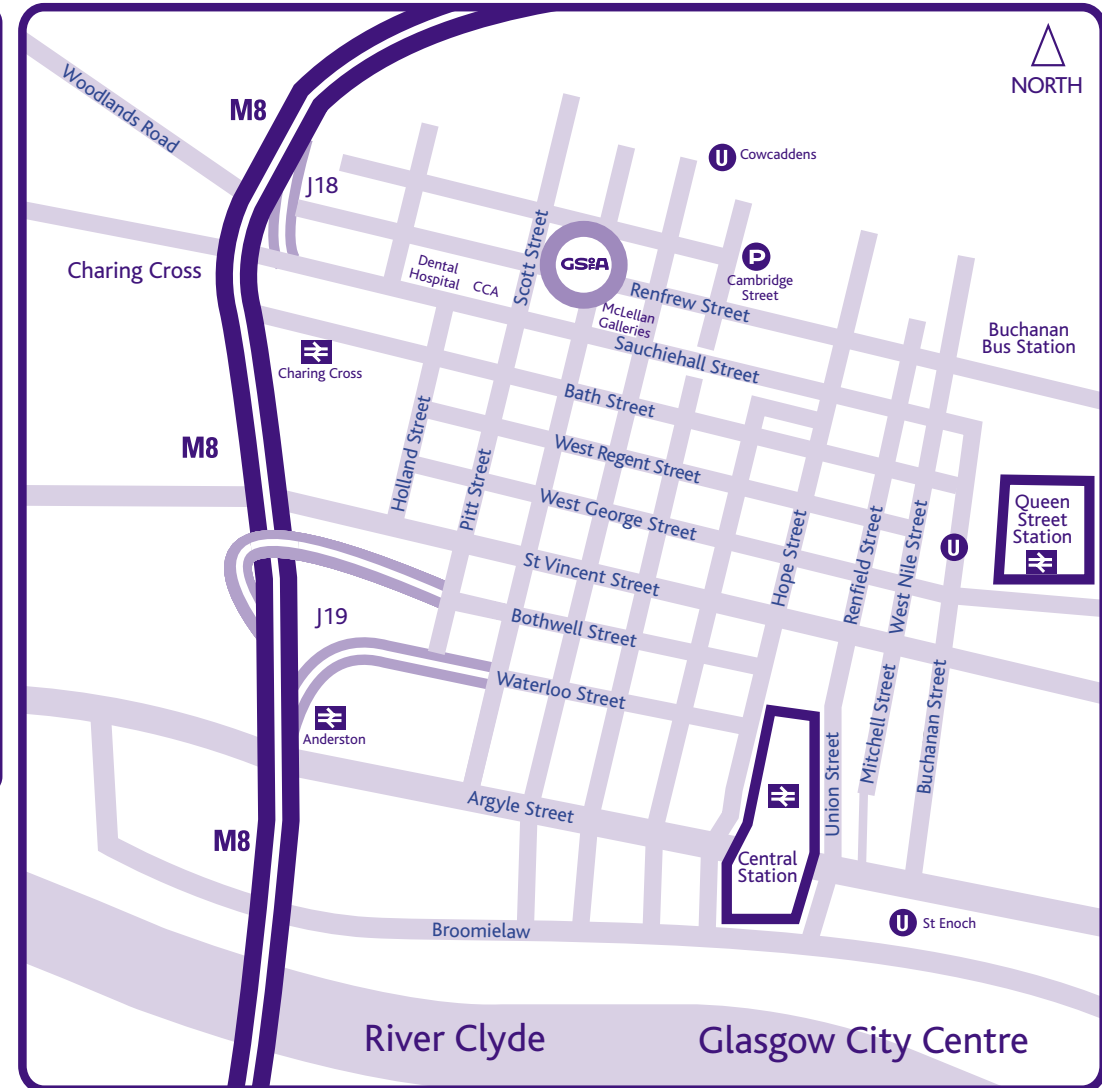 NORTH
Woodlands Road
M8
U Cowcaddens
J18
P
Cambridge
Street
Charing Cross
Dental
Hospital
CCA
Scott Street
GSofA
Renfrew Street
McLellan
Galleries
Buchanan
Bus Station
Sauchiehall Street
Charing Cross
Bath Street
M8
Holland Street
Pitt Street
West Regent Street
West George Street
Queen
Street
Station
U
Hope Street
Renfield Street
West Nile Street
St Vincent Street
J19
Bothwell Street
Waterloo Street
Anderston
Union Street
Mitchell Street
Buchanan Street
Argyle Street
M8
Central
Station
U St Enoch
Broomielaw
River Clyde
Glasgow City Centre